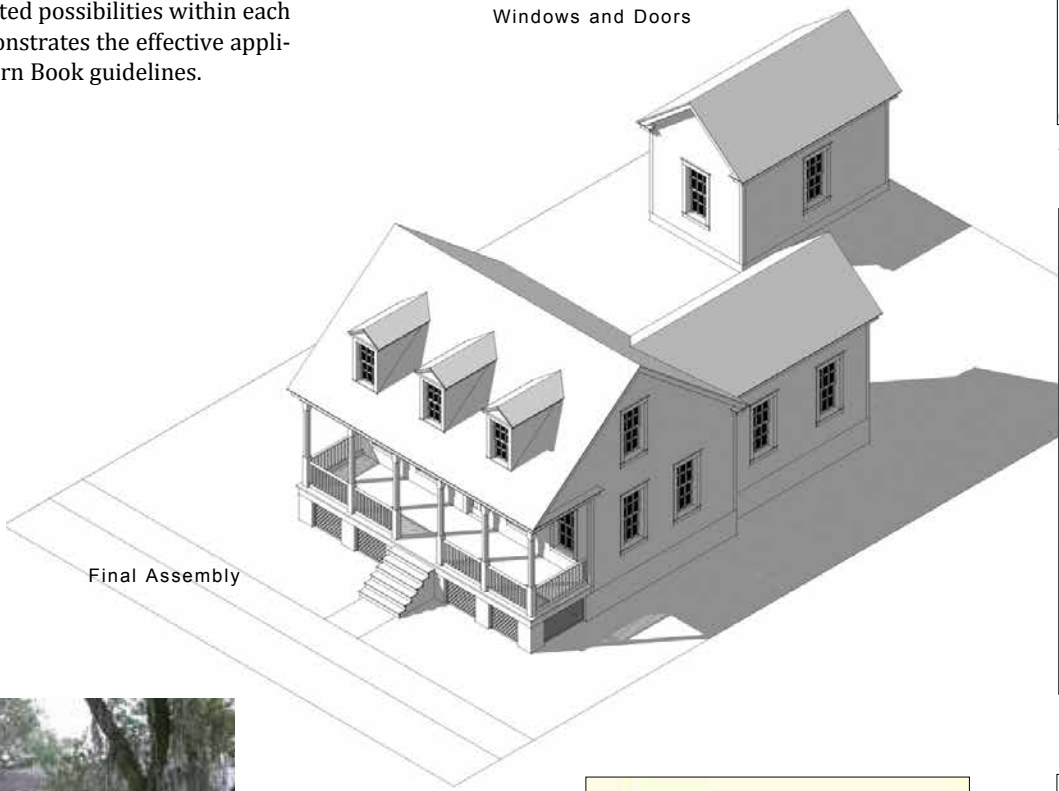 ted possibilities within each
onstrates the effective appli-
rn Book guidelines.
Windows and Doors
Final Assembly